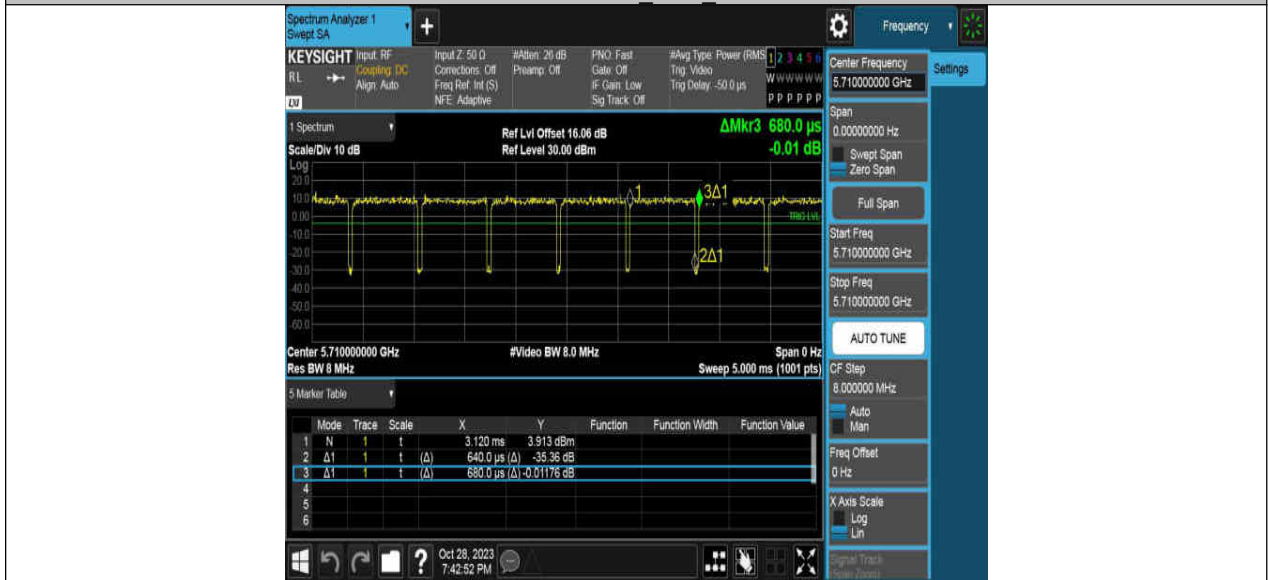 Spectrum Analyzer 1
Swept SA
+
Frequency
KEYSIGHT
RL
LXI
Input: RF
Coupling: DC
Align: Auto
Input Z: 50 Ω
Corrections: Off
Freq Ref: Int (S)
NFE: Adaptive
#Atten: 26 dB
Preamp: Off
PNO: Fast
Gate: Off
IF Gain: Low
Sig Track: Off
#Avg Type: Power (RMS
Trig: Video
Trig Delay: -50.0 µs
1 2 3 4 5 6
W W W W W W
P P P P P P
Center Frequency
5.710000000 GHz
Settings
Span
0.00000000 Hz
Swept Span
Zero Span
Full Span
Start Freq
5.710000000 GHz
Stop Freq
5.710000000 GHz
AUTO TUNE
CF Step
8.000000 MHz
Auto
Man
Freq Offset
0 Hz
X Axis Scale
Log
Lin
Signal Track
(Span Zoom)
1 Spectrum
Scale/Div 10 dB
Ref Lvl Offset 16.06 dB
Ref Level 30.00 dBm
ΔMkr3 680.0 µs
-0.01 dB
Log
20.0
10.0
0.00
-10.0
-20.0
-30.0
-40.0
-50.0
-60.0
1
3Δ1
2Δ1
TRIG LVL
Center 5.710000000 GHz
Res BW 8 MHz
#Video BW 8.0 MHz
Span 0 Hz
Sweep 5.000 ms (1001 pts)
5 Marker Table
Mode Trace Scale X Y Function Function Width Function Value
1 N 1 t 3.120 ms 3.913 dBm
2 Δ1 1 t (Δ) 640.0 µs (Δ) -35.36 dB
3 Δ1 1 t (Δ) 680.0 µs (Δ) -0.01176 dB
4
5
6
?
Oct 28, 2023
7:42:52 PM